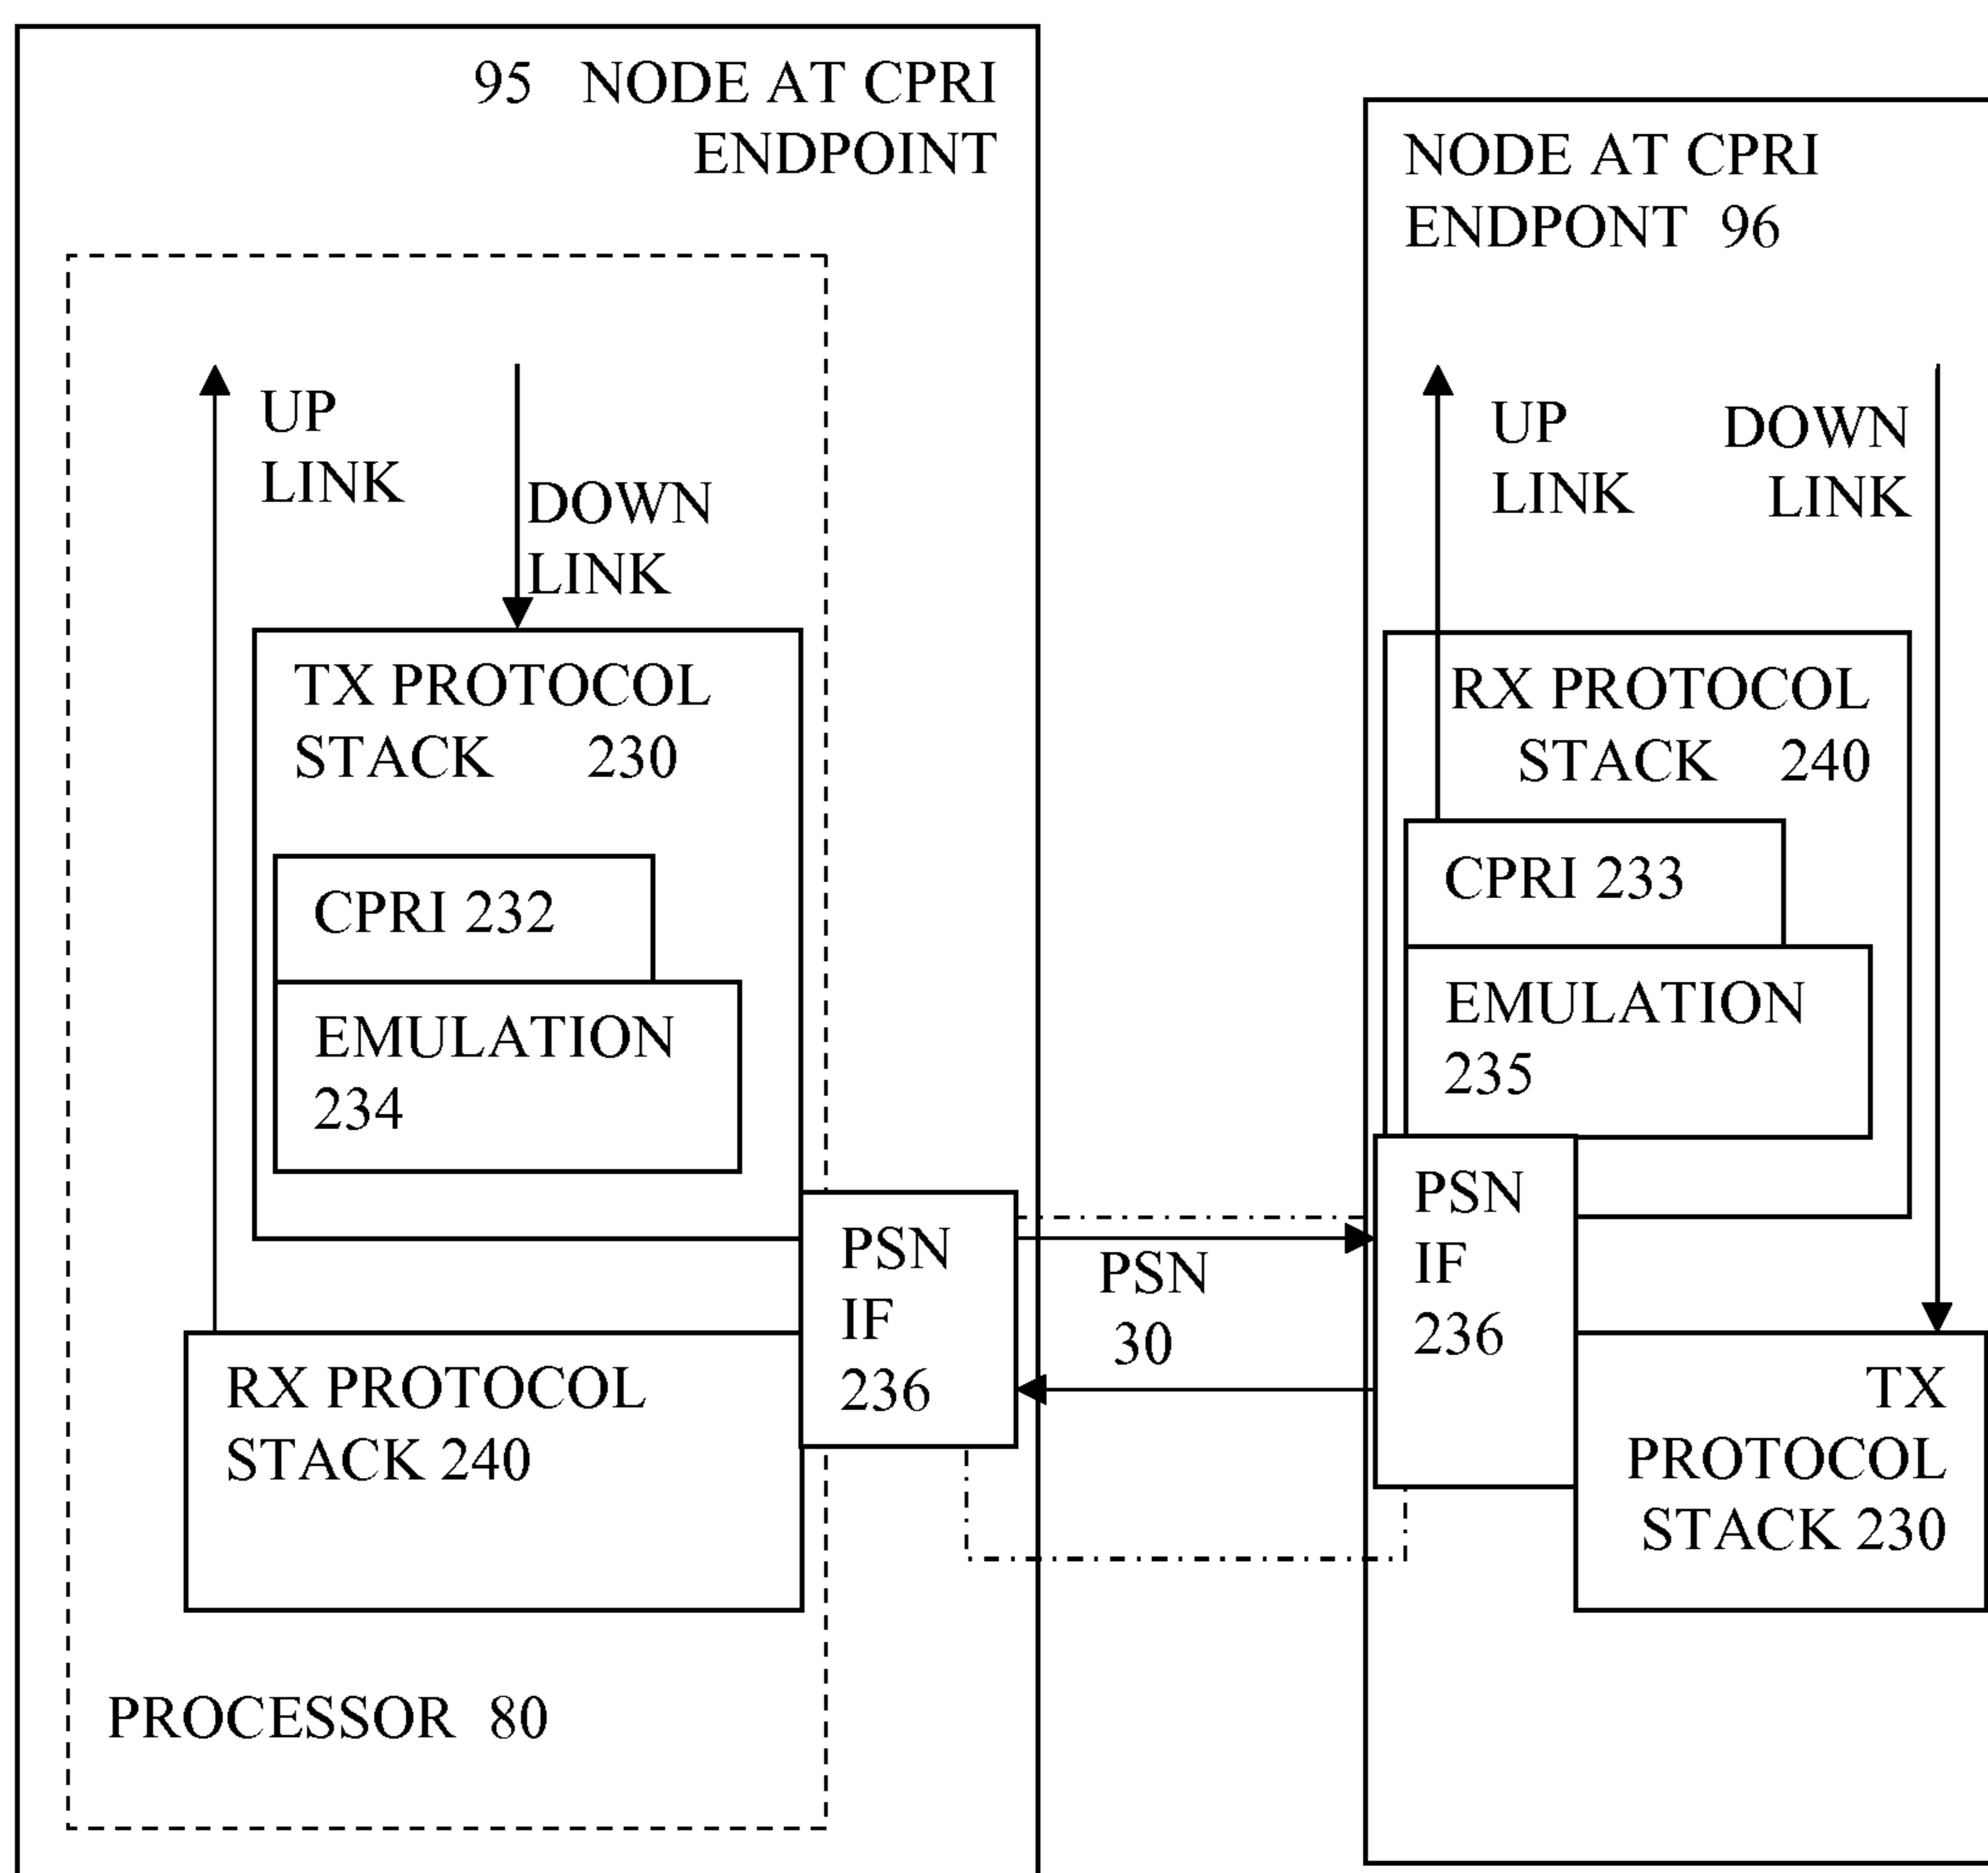 95 NODE AT CPRI
ENDPOINT
UP
LINK
DOWN
LINK
TX PROTOCOL
STACK 230
CPRI 232
EMULATION
234
PSN
IF
236
RX PROTOCOL
STACK 240
PROCESSOR 80
PSN
30
NODE AT CPRI
ENDPONT 96
UP
LINK
DOWN
LINK
RX PROTOCOL
STACK 240
CPRI 233
EMULATION
235
PSN
IF
236
TX
PROTOCOL
STACK 230